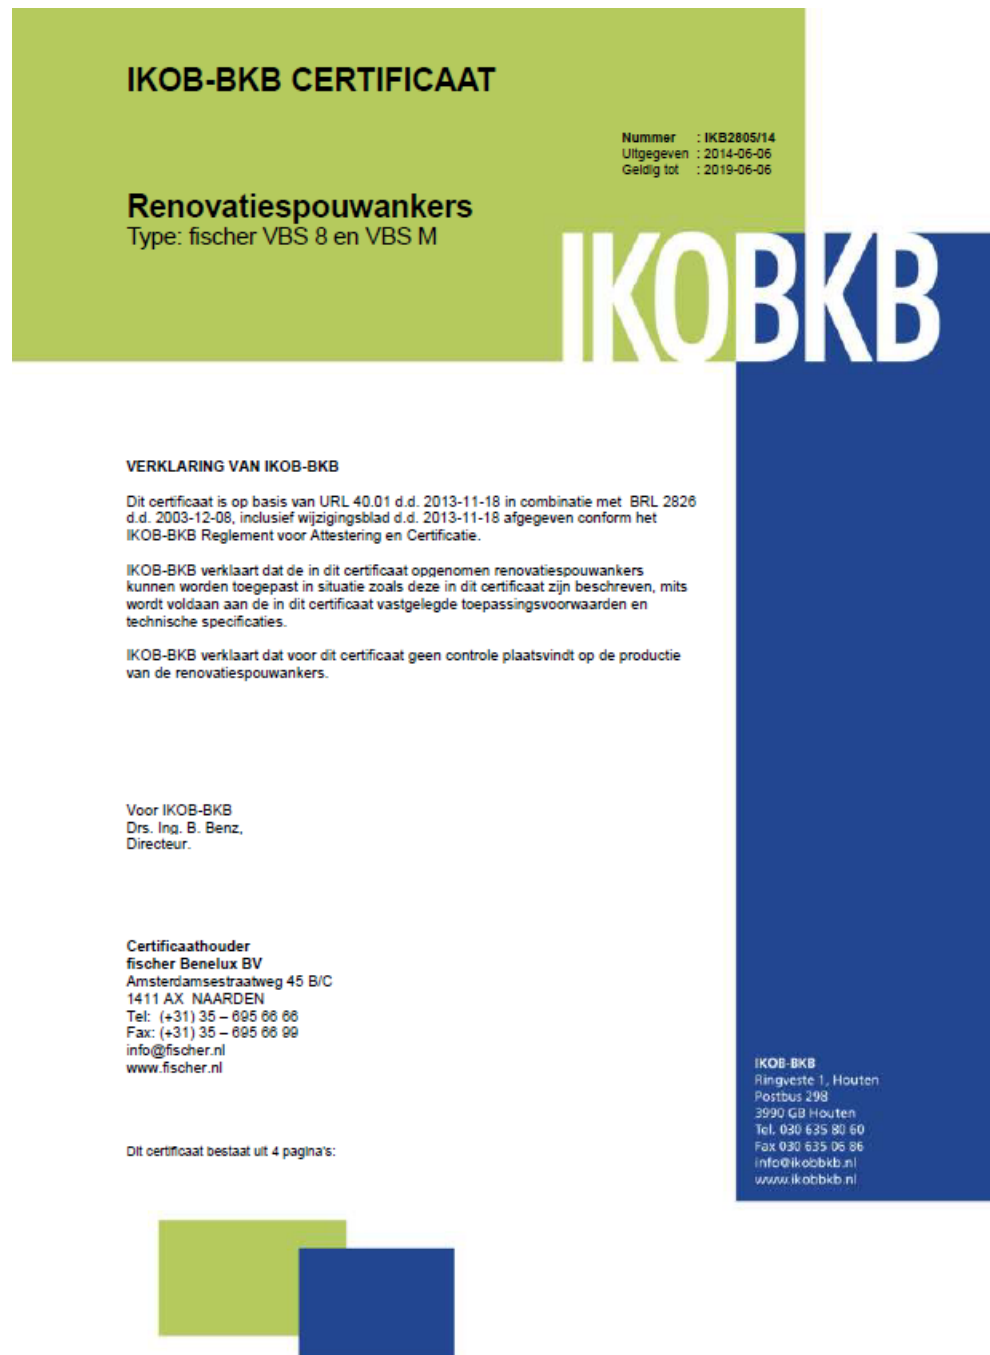 IKOB-BKB CERTIFICAAT
Nummer : IKB2805/14
Uitgegeven : 2014-06-06
Geldig tot : 2019-06-06
Renovatiespouwankers
Type: fischer VBS 8 en VBS M
IKOBKB
VERKLARING VAN IKOB-BKB
Dit certificaat is op basis van URL 40.01 d.d. 2013-11-18 in combinatie met BRL 2826
d.d. 2003-12-08, inclusief wijzigingsblad d.d. 2013-11-18 afgegeven conform het
IKOB-BKB Reglement voor Attestering en Certificatie.
IKOB-BKB verklaart dat de in dit certificaat opgenomen renovatiespouwankers
kunnen worden toegepast in situatie zoals deze in dit certificaat zijn beschreven, mits
wordt voldaan aan de in dit certificaat vastgelegde toepassingsvoorwaarden en
technische specificaties.
IKOB-BKB verklaart dat voor dit certificaat geen controle plaatsvindt op de productie
van de renovatiespouwankers.
Voor IKOB-BKB
Drs. Ing. B. Benz,
Directeur.
Certificaathouder
fischer Benelux BV
Amsterdamsestraatweg 45 B/C
1411 AX NAARDEN
Tel: (+31) 35 – 695 66 66
Fax: (+31) 35 – 695 66 99
info@fischer.nl
www.fischer.nl
Dit certificaat bestaat uit 4 pagina's:
IKOB-BKB
Ringveste 1, Houten
Postbus 298
3990 GB Houten
Tel. 030 635 80 60
Fax 030 635 06 86
info@ikobbkb.nl
www.ikobbkb.nl